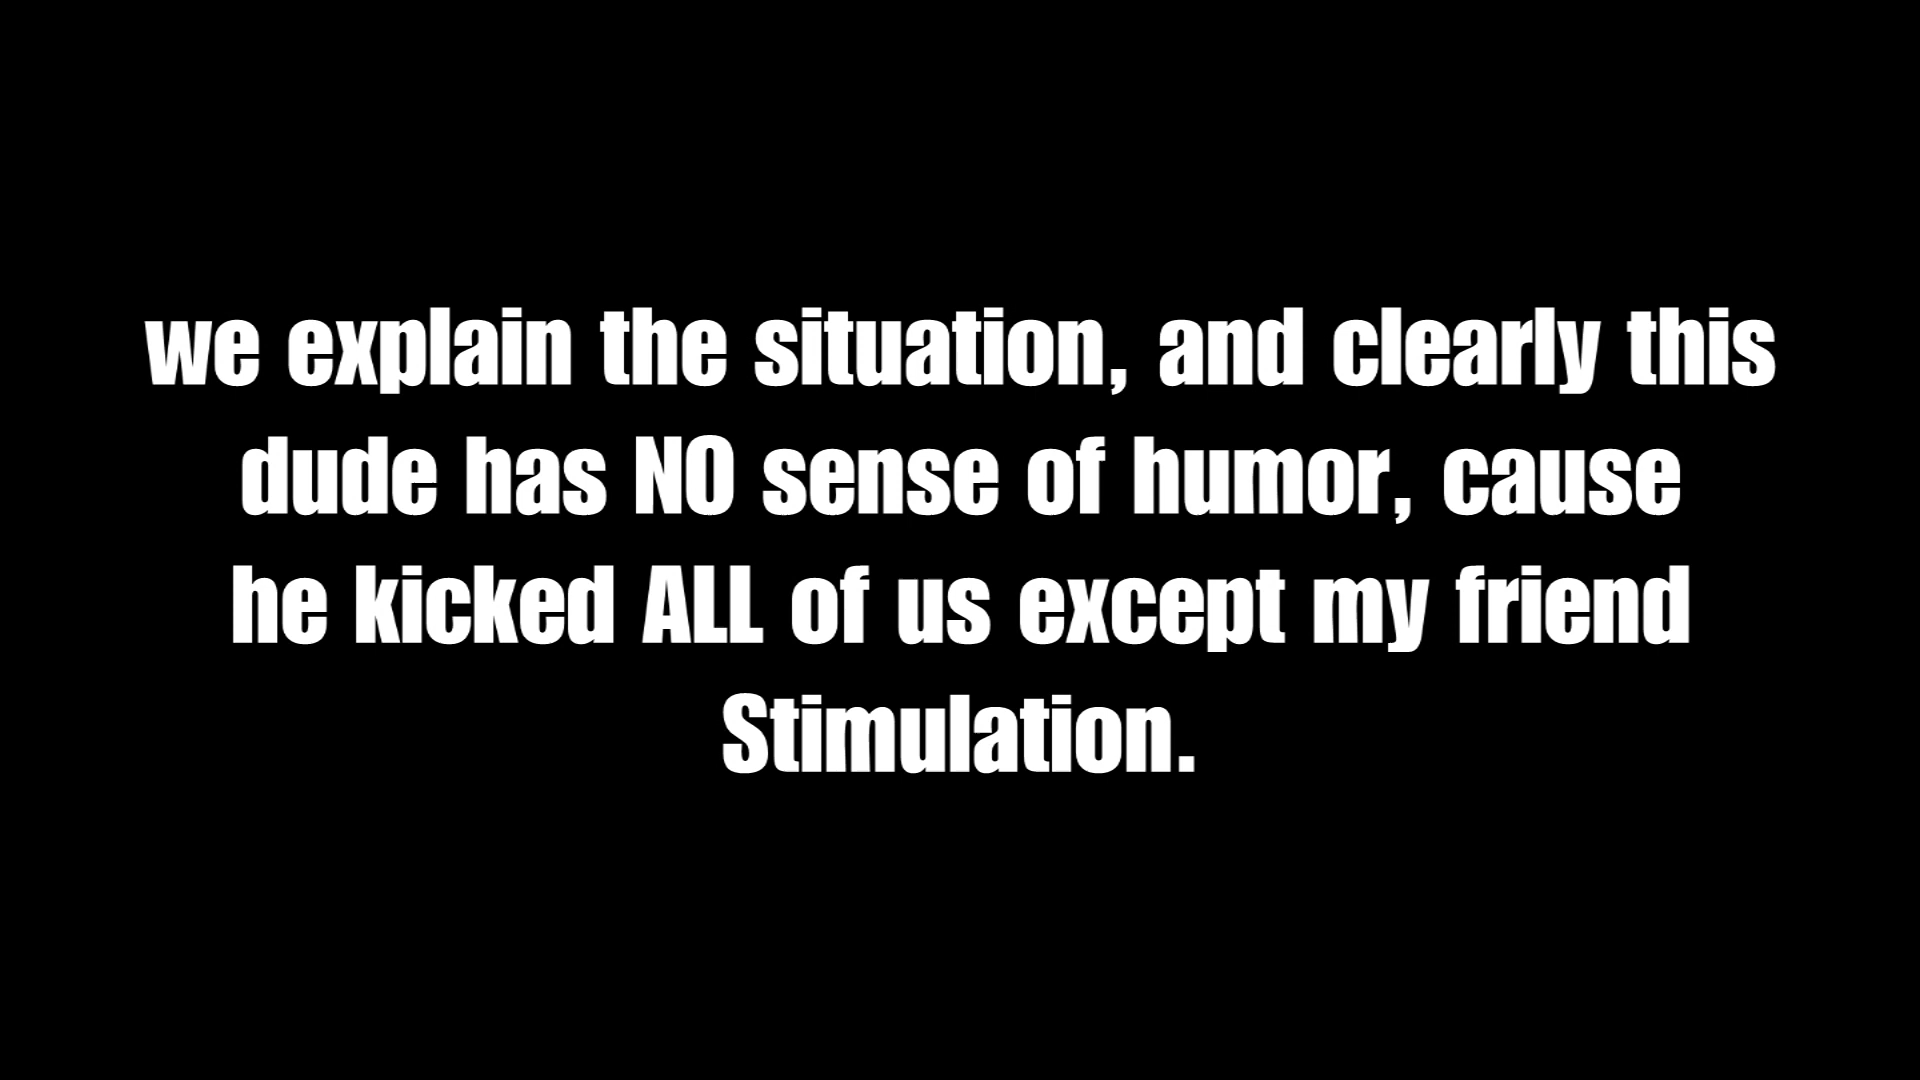 we explain the situation, and clearly this
dude has NO sense of humor, cause
he kicked ALL of us except my friend
Stimulation.